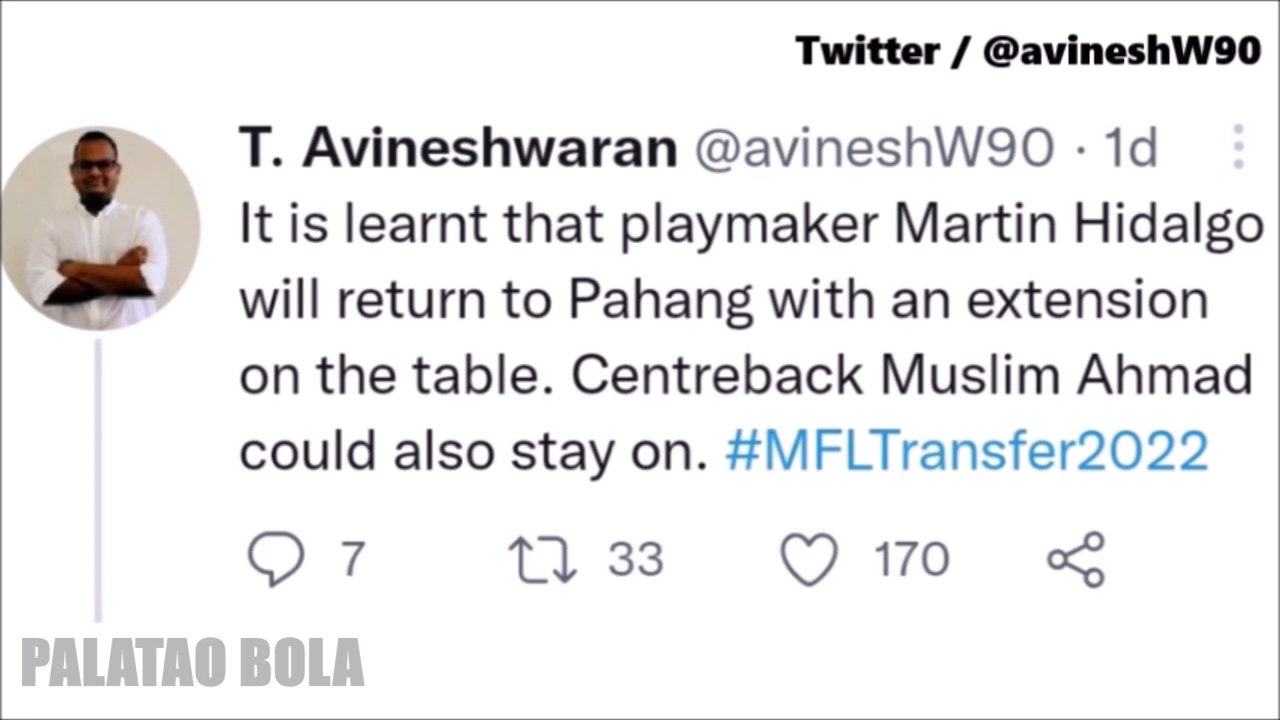 Twitter / @avineshW90
T. Avineshwaran @avineshW90 · 1d
It is learnt that playmaker Martin Hidalgo
will return to Pahang with an extension
on the table. Centreback Muslim Ahmad
could also stay on. #MFLTransfer2022
7 33 170
PALATAO BOLA